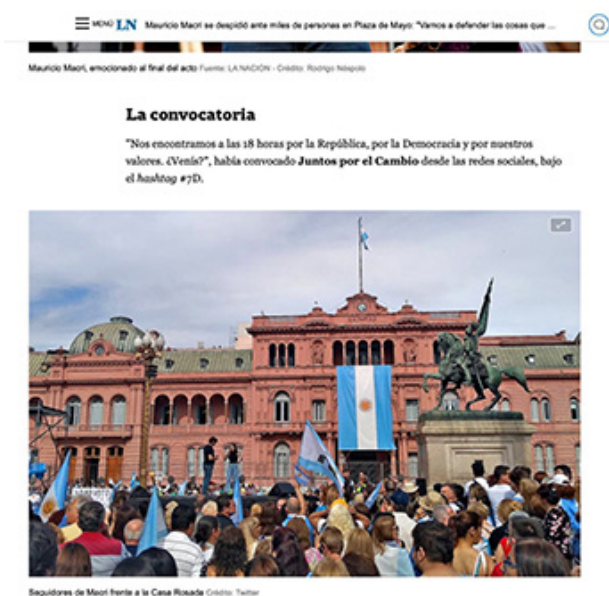 MENÚ LN Mauricio Macri se despidió ante miles de personas en Plaza de Mayo: "Vamos a defender las cosas que ...
Mauricio Macri, emocionado al final del acto Fuente: LA NACION - Crédito: Rodrigo Néspolo
La convocatoria
"Nos encontramos a las 18 horas por la República, por la Democracia y por nuestros
valores. ¿Venís?", había convocado Juntos por el Cambio desde las redes sociales, bajo
el hashtag #7D.
Seguidores de Macri frente a la Casa Rosada Crédito: Twitter